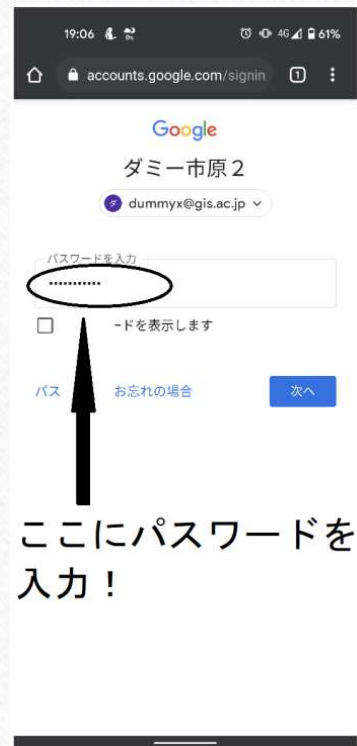 19:06 4G 61%
accounts.google.com/signin 1
Google
ダミー市原2
dummyx@gis.ac.jp
パスワードを入力
ードを表示します
パス お忘れの場合 次へ
ここにパスワードを
入力！